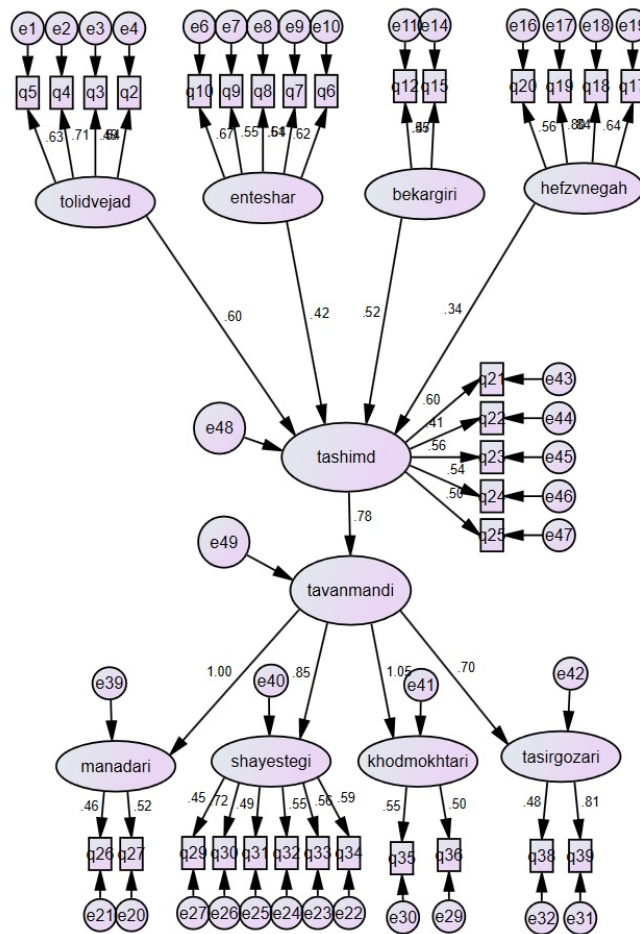 e1 e2 e3 e4 e6 e7 e8 e9 e10 e11 e14 e16 e17 e18 e19
q5 q4 q3 q2 q10 q9 q8 q7 q6 q12 q15 q20 q19 q18 q17
.63 .71 .67 .55 .62 .56 .64
tolidvejad enteshar bekargiri hefzvnegah
.60 .42 .52 .34
q21 e43
.60
e48 .41 q22 e44
tashimd .56 q23 e45
.54 q24 e46
.50 q25 e47
.78
e49
tavanmandi
1.00 .85 1.05 .70
e39 e40 e41 e42
manadari shayestegi khodmokhtari tasirgozari
.46 .52 .45 .72 .49 .55 .56 .59 .55 .50 .48 .81
q26 q27 q29 q30 q31 q32 q33 q34 q35 q36 q38 q39
e21 e20 e27 e26 e25 e24 e23 e22 e30 e29 e32 e31